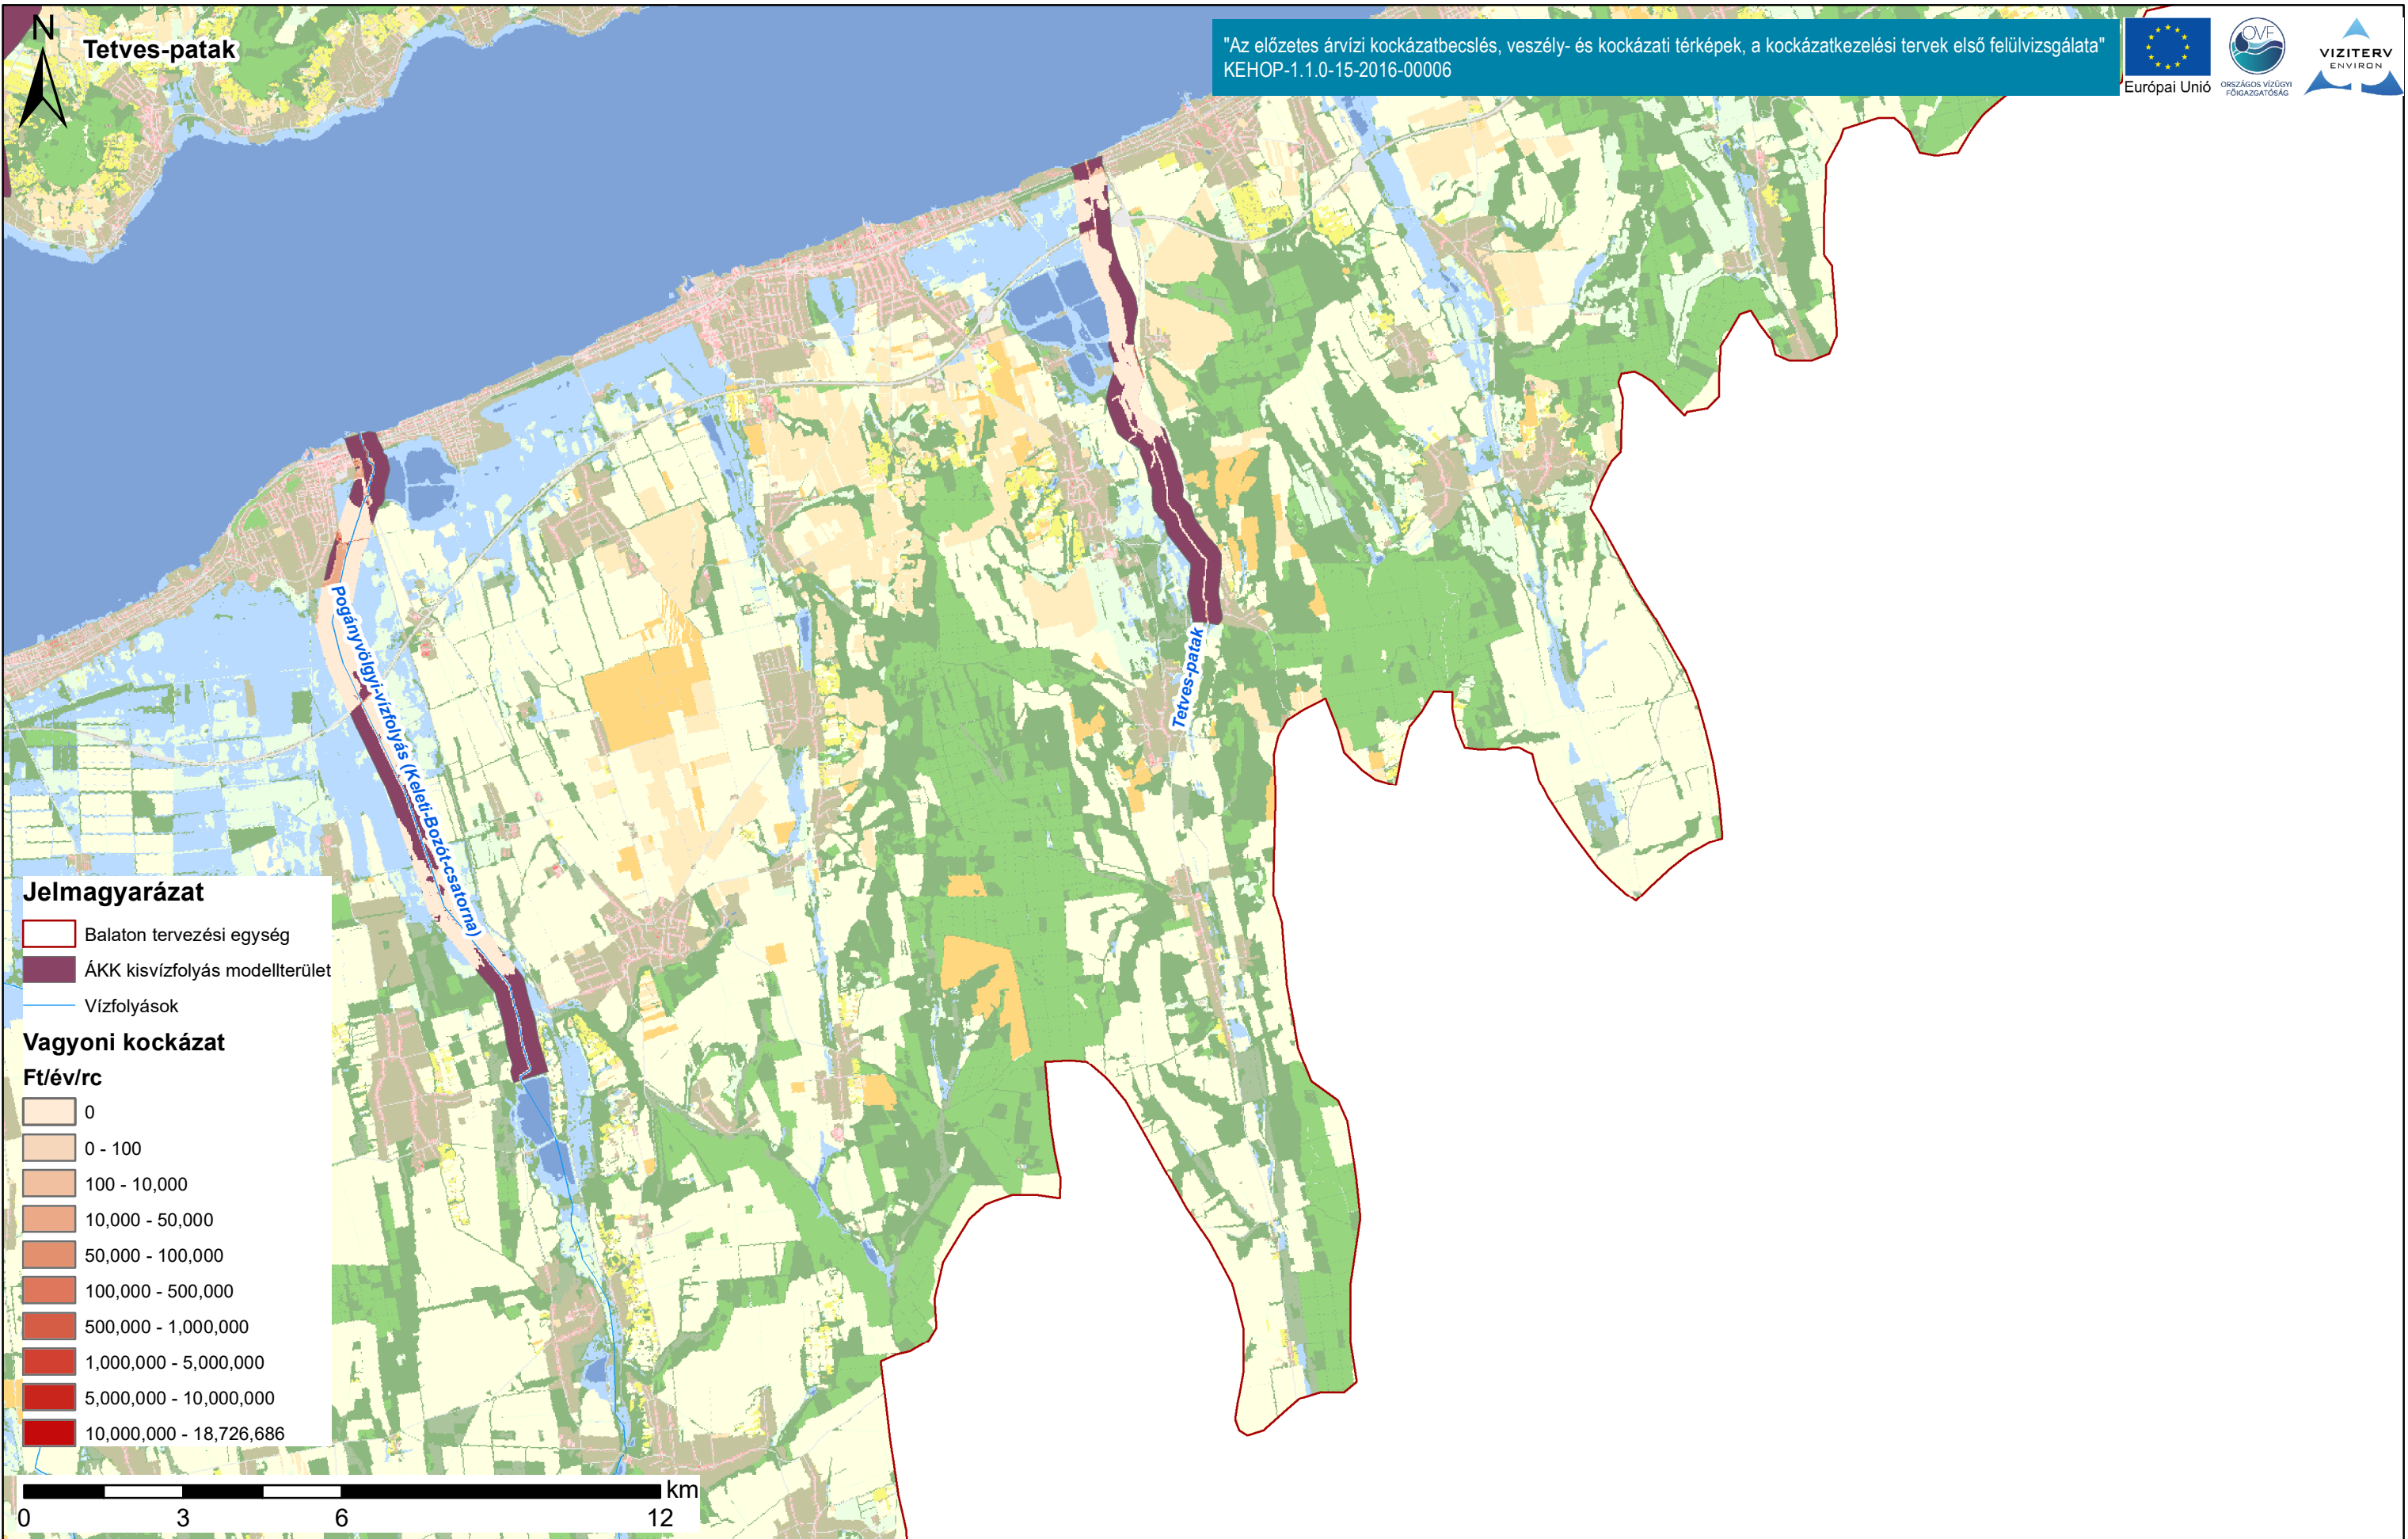 N
Tetves-patak
"Az előzetes árvízi kockázatbecslés, veszély- és kockázati térképek, a kockázatkezelési tervek első felülvizsgálata"
KEHOP-1.1.0-15-2016-00006
Európai Unió
OVF
ORSZÁGOS VÍZÜGYI
FŐIGAZGATÓSÁG
VIZITERV
ENVIRON
Pogányvölgyi-vízfolyás (Keleti-Bozót-csatorna)
Tetves-patak
Jelmagyarázat
Balaton tervezési egység
ÁKK kisvízfolyás modellterület
Vízfolyások
Vagyoni kockázat
Ft/év/rc
0
0 - 100
100 - 10,000
10,000 - 50,000
50,000 - 100,000
100,000 - 500,000
500,000 - 1,000,000
1,000,000 - 5,000,000
5,000,000 - 10,000,000
10,000,000 - 18,726,686
km
0 3 6 12